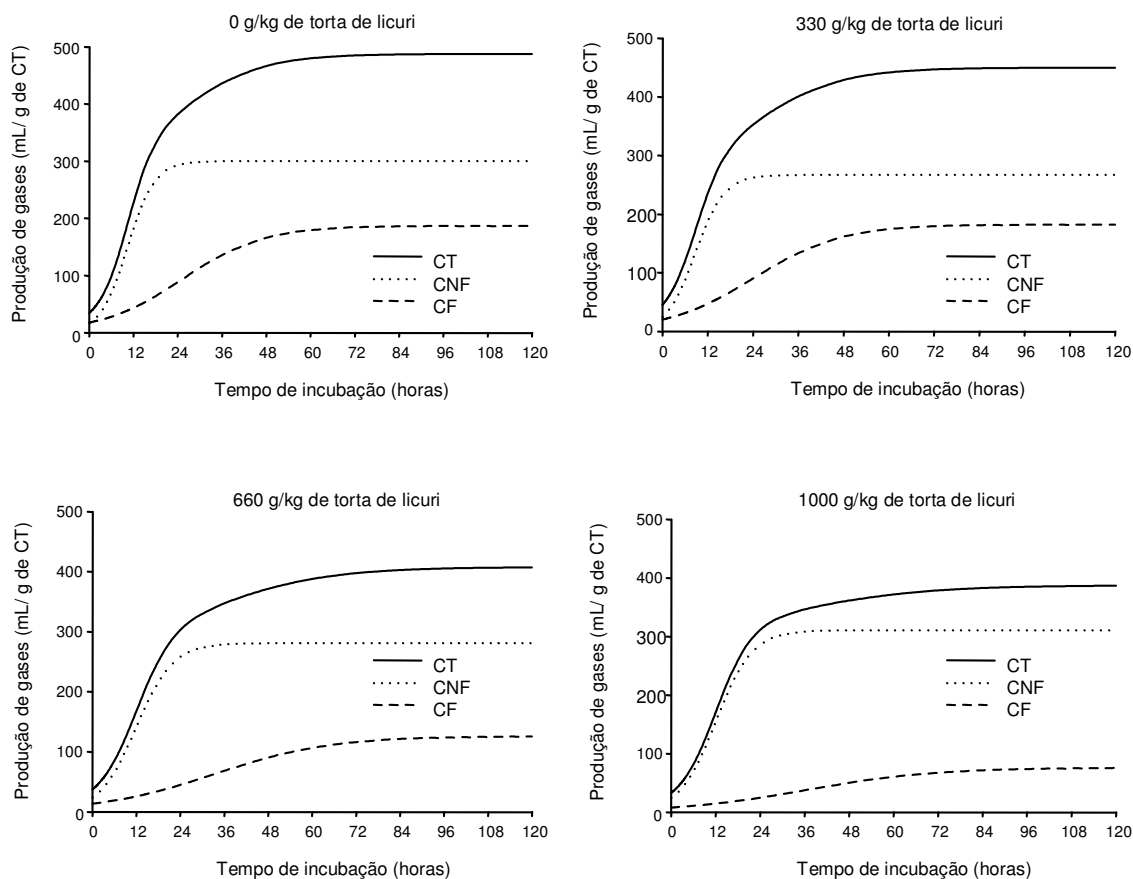 0 g/kg de torta de licuri
Produção de gases (mL/ g de CT)
500
400
300
200
100
0
CT
CNF
CF
0 12 24 36 48 60 72 84 96 108 120
Tempo de incubação (horas)
330 g/kg de torta de licuri
Produção de gases (mL/ g de CT)
500
400
300
200
100
0
CT
CNF
CF
0 12 24 36 48 60 72 84 96 108 120
Tempo de incubação (horas)
660 g/kg de torta de licuri
Produção de gases (mL/ g de CT)
500
400
300
200
100
0
CT
CNF
CF
0 12 24 36 48 60 72 84 96 108 120
Tempo de incubação (horas)
1000 g/kg de torta de licuri
Produção de gases (mL/ g de CT)
500
400
300
200
100
0
CT
CNF
CF
0 12 24 36 48 60 72 84 96 108 120
Tempo de incubação (horas)